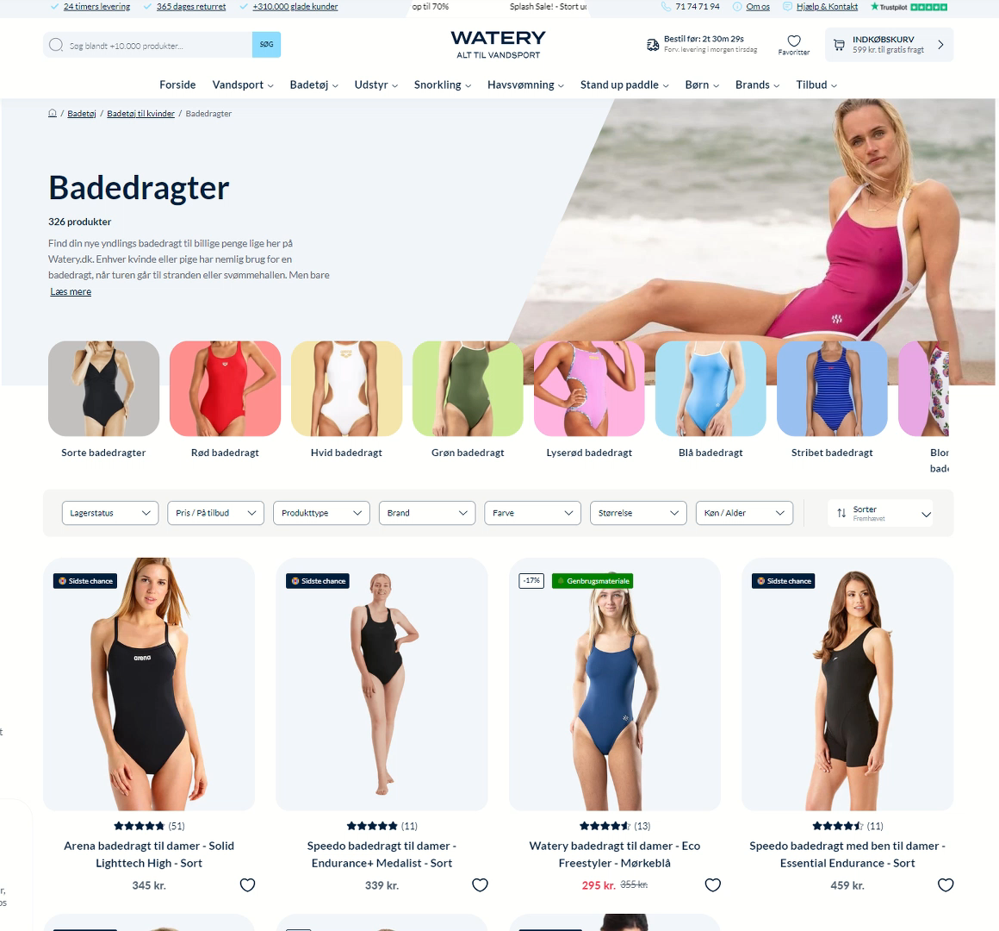 24 timers levering
365 dages returret
+310.000 glade kunder
op til 70%
Splash Sale! - Stort
71 74 71 94
Om os
Hjælp & Kontakt
Trustpilot
Søg blandt +10.000 produkter...
SØG
WATERY
ALT TIL VANDSPORT
Bestil før: 2t 30m 29s
Forv. levering i morgen tirsdag
Favoritter
INDKØBSKURV
599 kr. til gratis fragt
Forside
Vandsport
Badetøj
Udstyr
Snorkling
Havsvømning
Stand up paddle
Børn
Brands
Tilbud
/ Badetøj / Badetøj til kvinder / Badedragter
Badedragter
326 produkter
Find din nye yndlings badedragt til billige penge lige her på
Watery.dk. Enhver kvinde eller pige har nemlig brug for en
badedragt, når turen går til stranden eller svømmehallen. Men bare
Læs mere
Sorte badedragter
Rød badedragt
Hvid badedragt
Grøn badedragt
Lyserød badedragt
Blå badedragt
Stribet badedragt
Lagerstatus
Pris / På tilbud
Produkttype
Brand
Farve
Størrelse
Køn / Alder
Sorter
Fremhævet
Sidste chance
arena
(51)
Arena badedragt til damer - Solid
Lighttech High - Sort
345 kr.
Sidste chance
(11)
Speedo badedragt til damer -
Endurance+ Medalist - Sort
339 kr.
-17%
Genbrugsmateriale
(13)
Watery badedragt til damer - Eco
Freestyler - Mørkeblå
295 kr. 355 kr.
Sidste chance
(11)
Speedo badedragt med ben til damer -
Essential Endurance - Sort
459 kr.